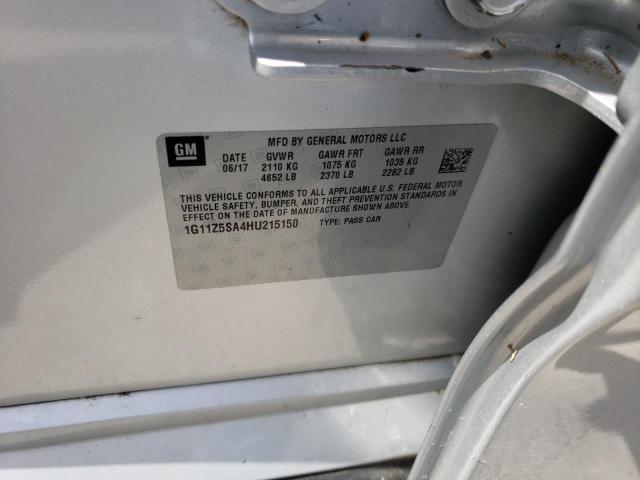 GM
MFD BY GENERAL MOTORS LLC
DATE GVWR GAWR FRT GAWR RR
06/17 2110 KG 1075 KG 1035 KG
4652 LB 2370 LB 2282 LB
THIS VEHICLE CONFORMS TO ALL APPLICABLE U.S. FEDERAL MOTOR
VEHICLE SAFETY, BUMPER, AND THEFT PREVENTION STANDARDS IN
EFFECT ON THE DATE OF MANUFACTURE SHOWN ABOVE.
1G11Z5SA4HU215150 TYPE: PASS CAR